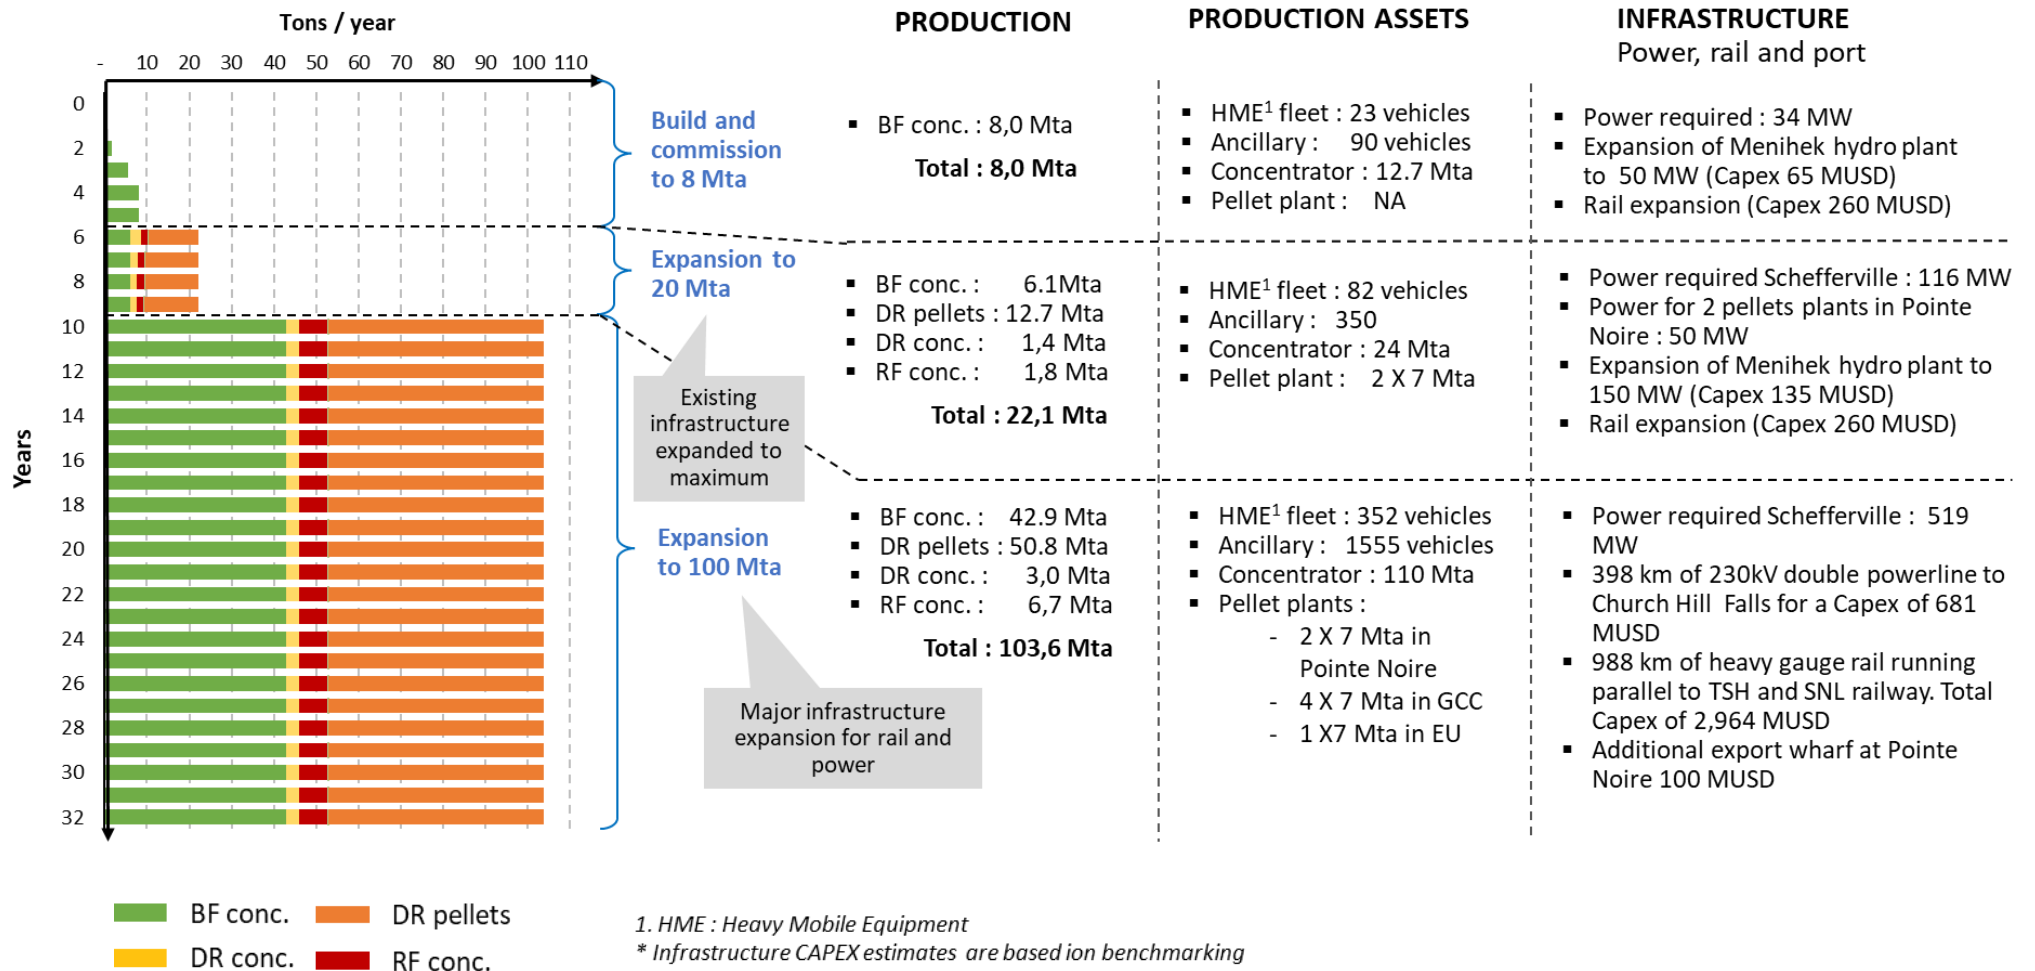 Tons / year
- 10 20 30 40 50 60 70 80 90 100 110
Years
0
2
4
6
8
10
12
14
16
18
20
22
24
26
28
30
32
Build and
commission
to 8 Mta
Expansion to
20 Mta
Existing
infrastructure
expanded to
maximum
Expansion
to 100 Mta
Major infrastructure
expansion for rail and
power
PRODUCTION
▪ BF conc. : 8,0 Mta
Total : 8,0 Mta
▪ BF conc. : 6.1Mta
▪ DR pellets : 12.7 Mta
▪ DR conc. : 1,4 Mta
▪ RF conc. : 1,8 Mta
Total : 22,1 Mta
▪ BF conc. : 42.9 Mta
▪ DR pellets : 50.8 Mta
▪ DR conc. : 3,0 Mta
▪ RF conc. : 6,7 Mta
Total : 103,6 Mta
PRODUCTION ASSETS
▪ HME1 fleet : 23 vehicles
▪ Ancillary : 90 vehicles
▪ Concentrator : 12.7 Mta
▪ Pellet plant : NA
▪ HME1 fleet : 82 vehicles
▪ Ancillary : 350
▪ Concentrator : 24 Mta
▪ Pellet plant : 2 X 7 Mta
▪ HME1 fleet : 352 vehicles
▪ Ancillary : 1555 vehicles
▪ Concentrator : 110 Mta
▪ Pellet plants :
- 2 X 7 Mta in
Pointe Noire
- 4 X 7 Mta in GCC
- 1 X7 Mta in EU
INFRASTRUCTURE
Power, rail and port
▪ Power required : 34 MW
▪ Expansion of Menihek hydro plant
to 50 MW (Capex 65 MUSD)
▪ Rail expansion (Capex 260 MUSD)
▪ Power required Schefferville : 116 MW
▪ Power for 2 pellets plants in Pointe
Noire : 50 MW
▪ Expansion of Menihek hydro plant to
150 MW (Capex 135 MUSD)
▪ Rail expansion (Capex 260 MUSD)
▪ Power required Schefferville : 519
MW
▪ 398 km of 230kV double powerline to
Church Hill Falls for a Capex of 681
MUSD
▪ 988 km of heavy gauge rail running
parallel to TSH and SNL railway. Total
Capex of 2,964 MUSD
▪ Additional export wharf at Pointe
Noire 100 MUSD
BF conc.
DR pellets
DR conc.
RF conc.
1. HME : Heavy Mobile Equipment
* Infrastructure CAPEX estimates are based ion benchmarking